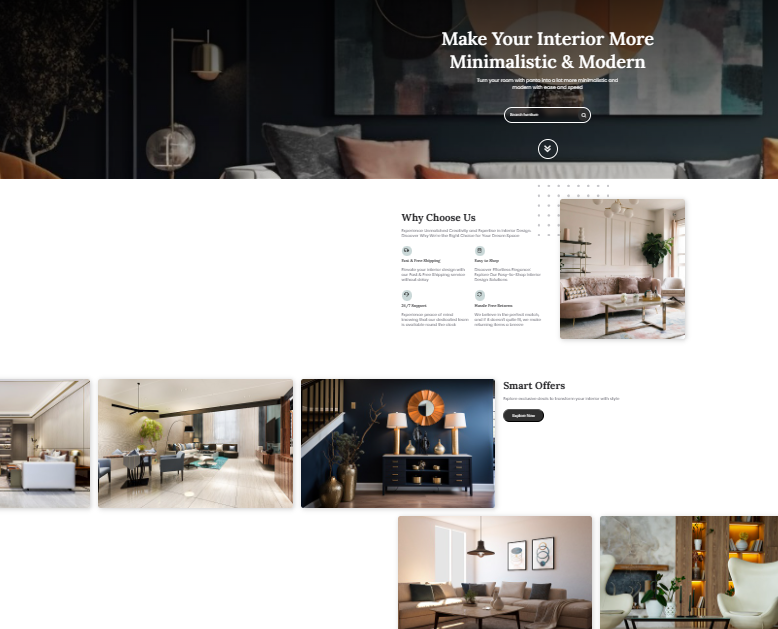 Make Your Interior More
Minimalistic & Modern
Turn your room with panto into a lot more minimalistic and
modern with ease and speed
Search furniture
Why Choose Us
Experience Unmatched Creativity and Expertise in Interior Design.
Discover Why We're the Right Choice for Your Dream Space.
Fast & Free Shipping
Easy to Shop
Elevate your interior design with
our Fast & Free Shipping service
without delay
Discover Effortless Elegance:
Explore Our Easy-to-Shop Interior
Design Solutions
24/7 Support
Hassle Free Returns
Experience peace of mind
knowing that our dedicated team
is available round the clock
We believe in the perfect match,
and if it doesn't quite fit, we make
returning items a breeze
Smart Offers
Explore exclusive deals to transform your interior with style
Explore Now